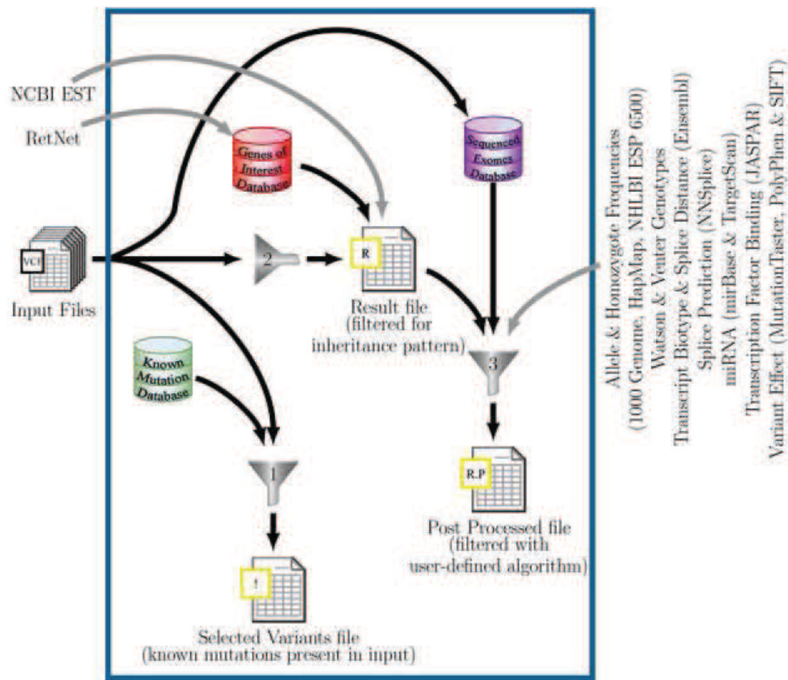 NCBI EST
RetNet
Genes of
Interest
Database
Sequenced
Exomes
Database
VCF
Input Files
2
R
Result file
(filtered for
inheritance pattern)
Known
Mutation
Database
3
1
R.P
Post Processed file
(filtered with
user-defined algorithm)
!
Selected Variants file
(known mutations present in input)
Allele & Homozygote Frequencies
(1000 Genome, HapMap, NHLBI ESP 6500)
Watson & Venter Genotypes
Transcript Biotype & Splice Distance (Ensembl)
Splice Prediction (NNSplice)
miRNA (mirBase & TargetScan)
Transcription Factor Binding (JASPAR)
Variant Effect (MutationTaster, PolyPhen & SIFT)